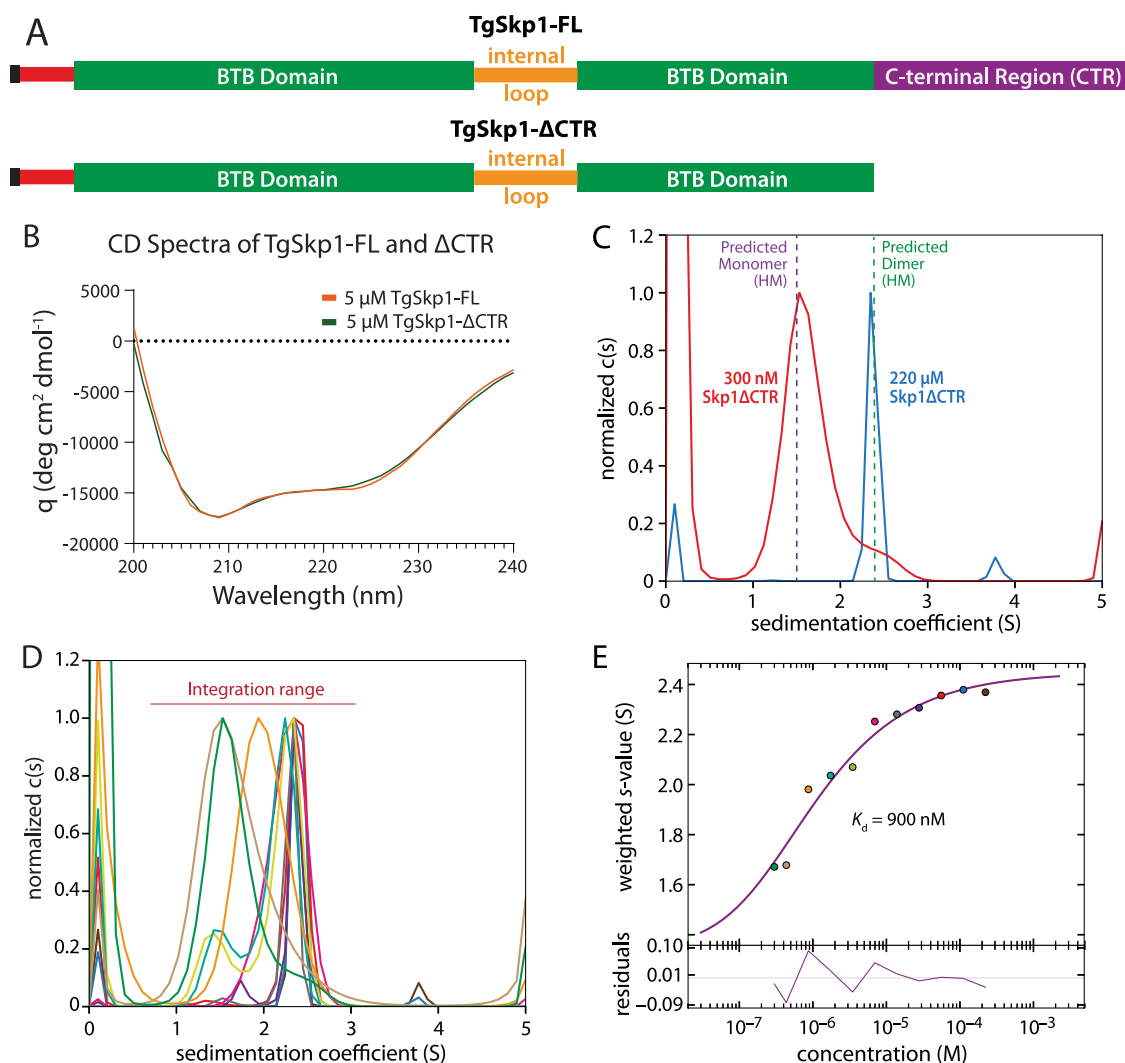 A
TgSkp1-FL
internal
BTB Domain
BTB Domain
C-terminal Region (CTR)
loop
TgSkp1-ΔCTR
internal
BTB Domain
BTB Domain
loop
B
CD Spectra of TgSkp1-FL and ΔCTR
5 μM TgSkp1-FL
5 μM TgSkp1-ΔCTR
5000
0
-5000
-10000
-15000
-20000
q (deg cm² dmol⁻¹)
200 210 220 230 240
Wavelength (nm)
C
Predicted
Monomer
(HM)
Predicted
Dimer
(HM)
300 nM
Skp1ΔCTR
220 μM
Skp1ΔCTR
1.2
1.0
0.8
0.6
0.4
0.2
0
normalized c(s)
0 1 2 3 4 5
sedimentation coefficient (S)
D
Integration range
1.2
1.0
0.8
0.6
0.4
0.2
0
normalized c(s)
0 1 2 3 4 5
sedimentation coefficient (S)
E
2.4
2.2
2.0
1.8
1.6
weighted s-value (S)
Kd = 900 nM
0.10
0.01
−0.09
residuals
10⁻⁷ 10⁻⁶ 10⁻⁵ 10⁻⁴ 10⁻³
concentration (M)